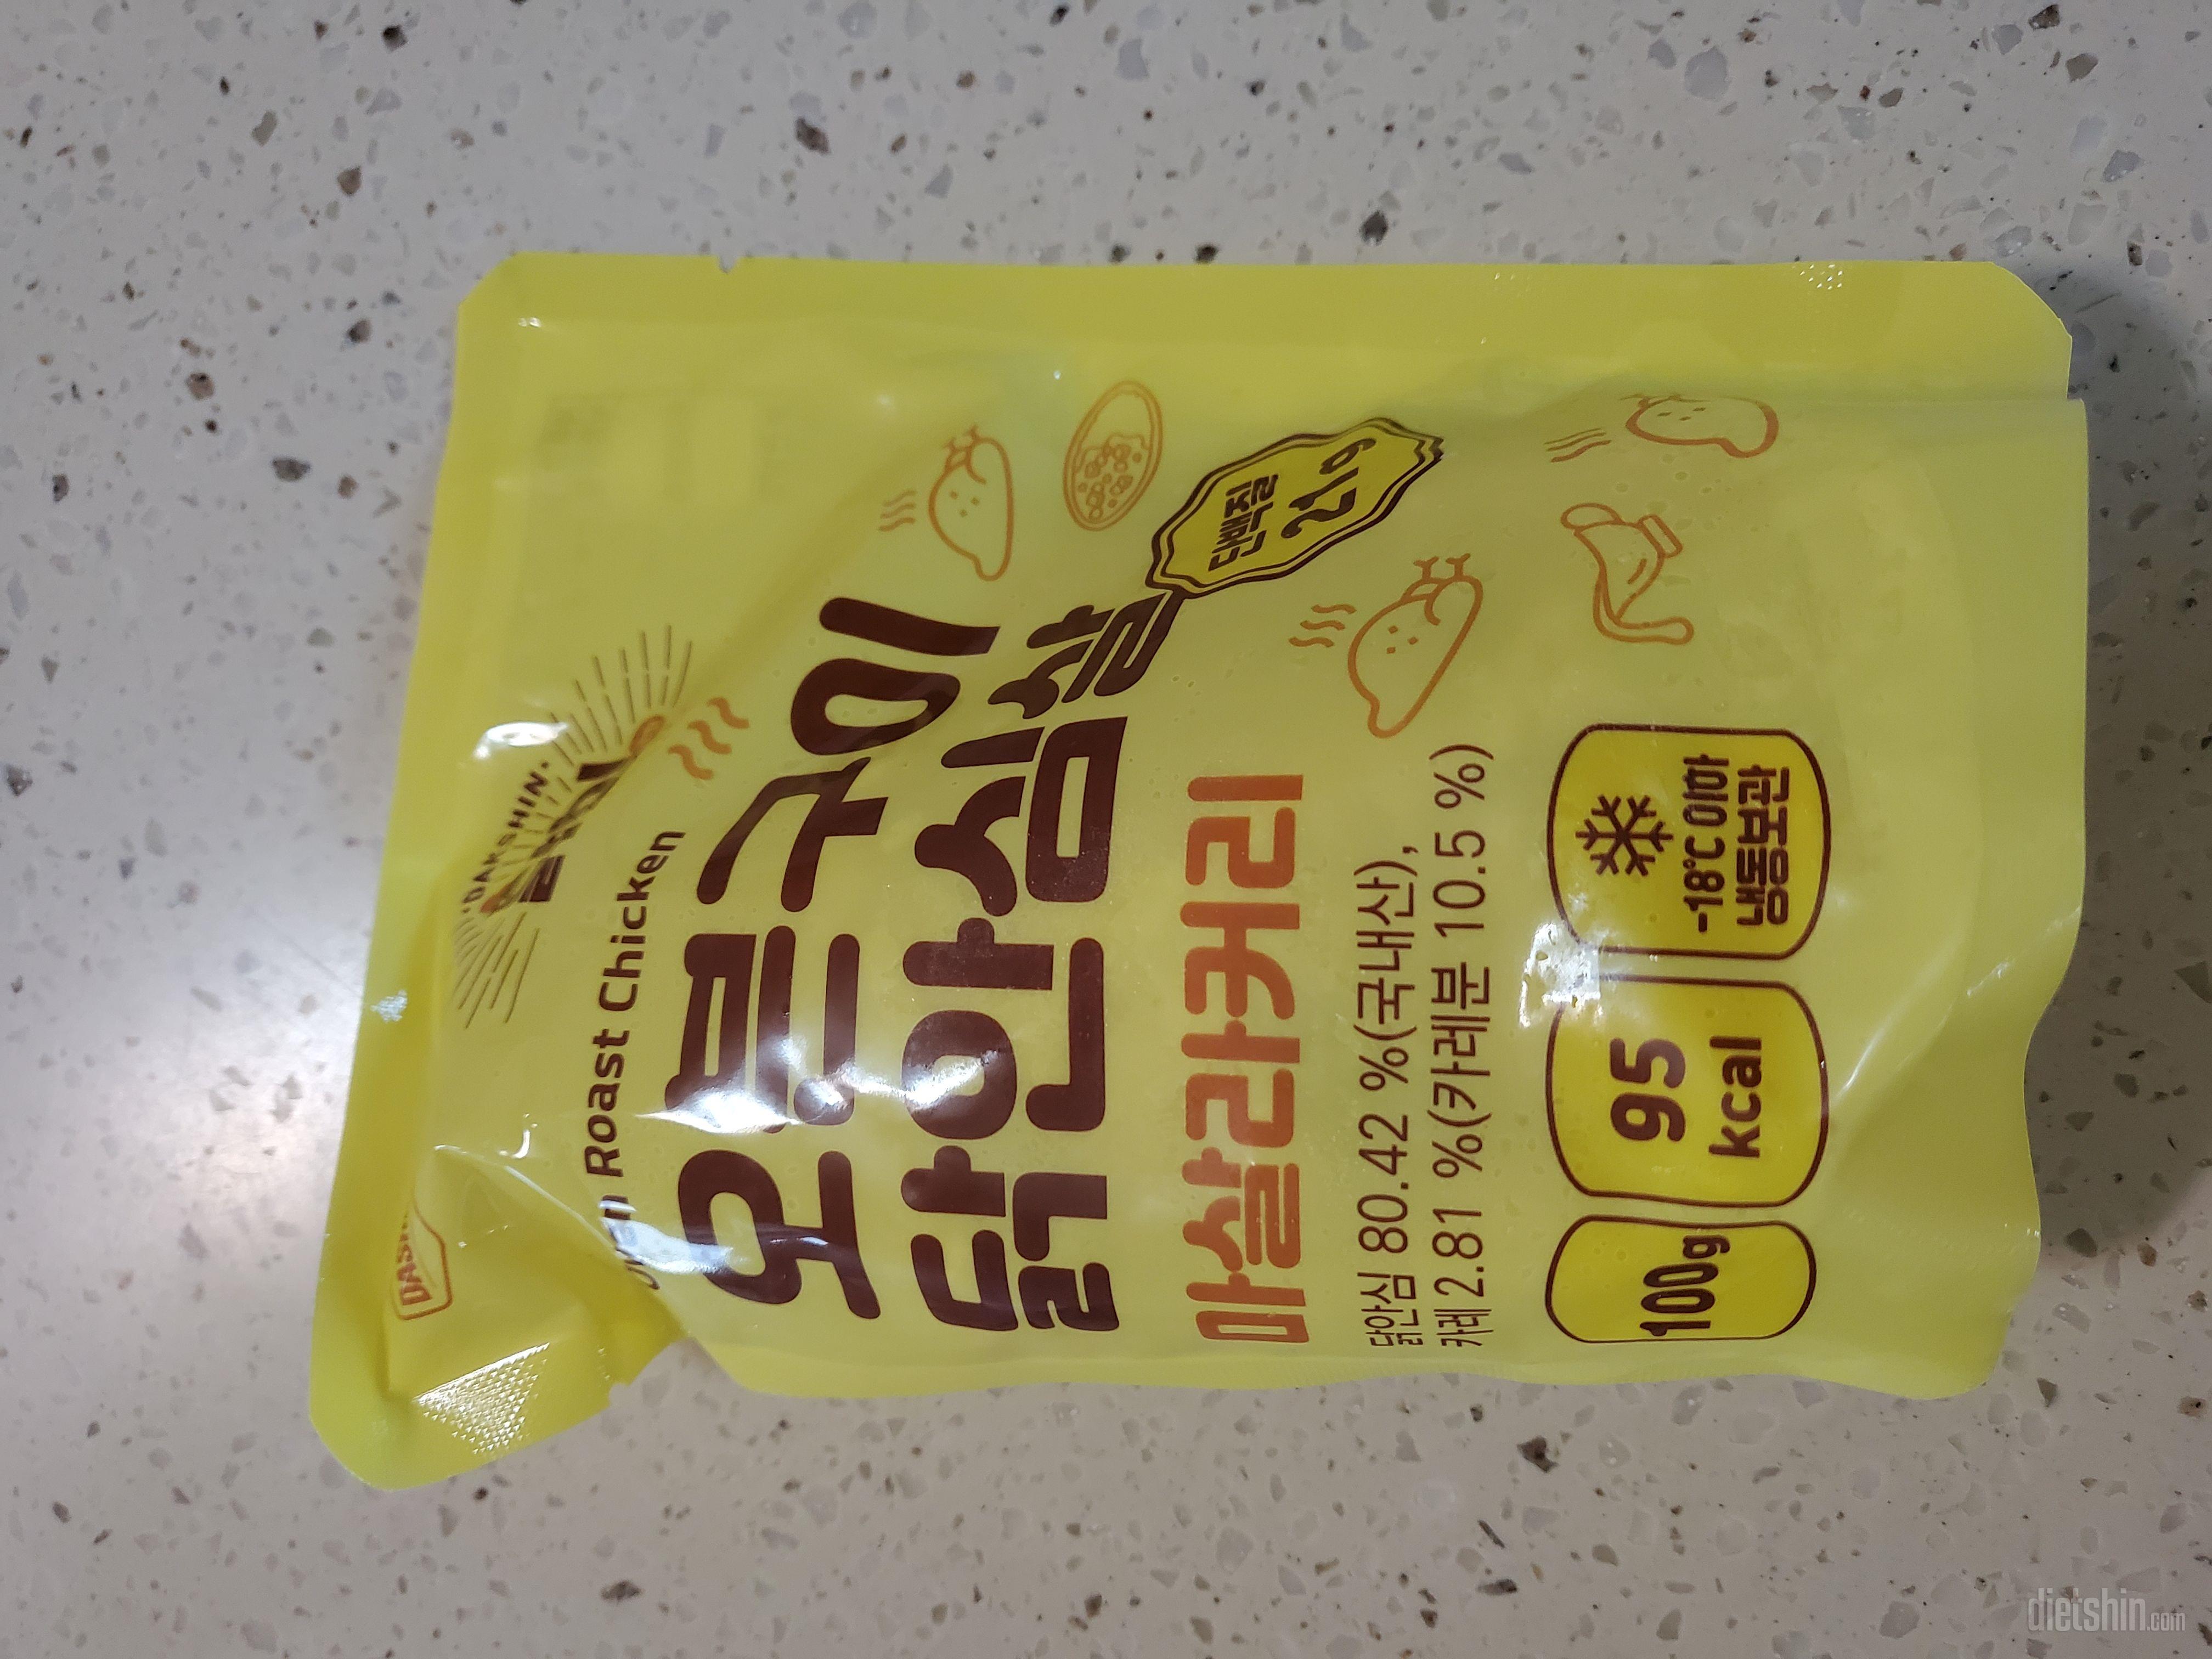 DAKSHIN
Roast Chicken
오븐구이
닭안심살
단백질
21g
마살라커리
닭안심 80.42 %(국내산),
카레 2.81 %(카레분 10.5 %)
100g
95
kcal
-18℃ 이하
냉동보관
dietshin.com